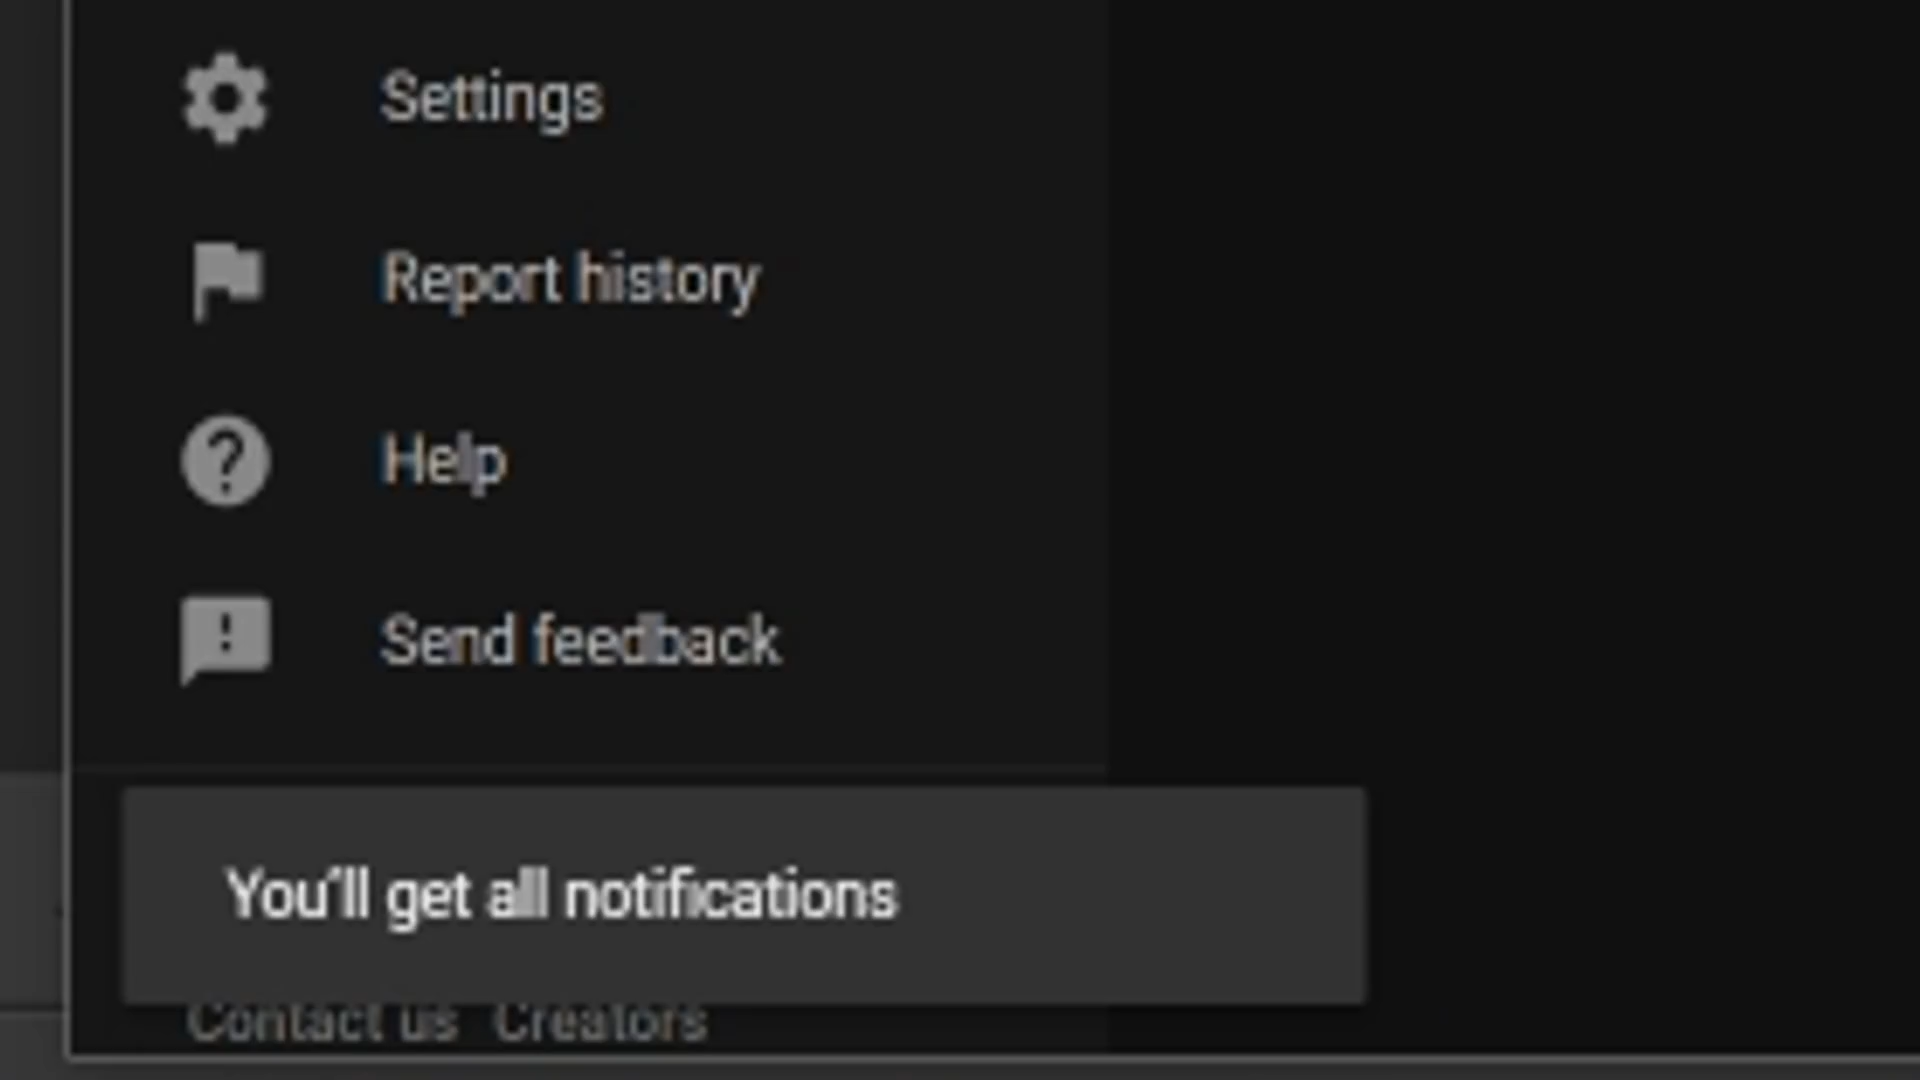 Settings
Report history
Help
Send feedback
You'll get all notifications
Contact us Creators